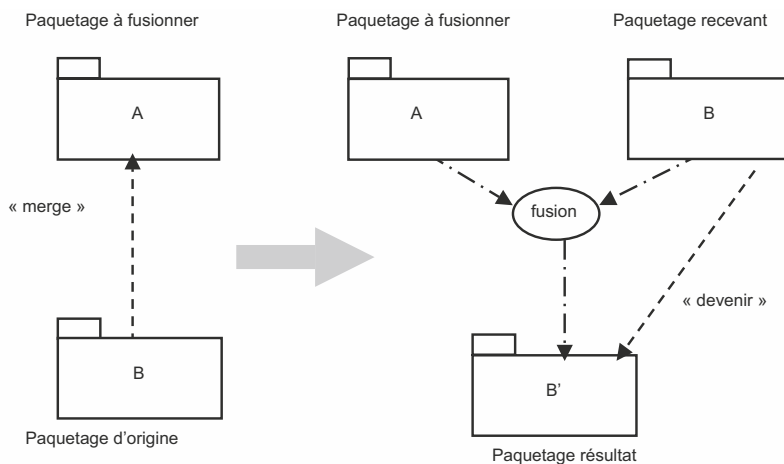 Paquetage à fusionner
A
« merge »
B
Paquetage d’origine
Paquetage à fusionner
Paquetage recevant
A
B
fusion
« devenir »
B’
Paquetage résultat